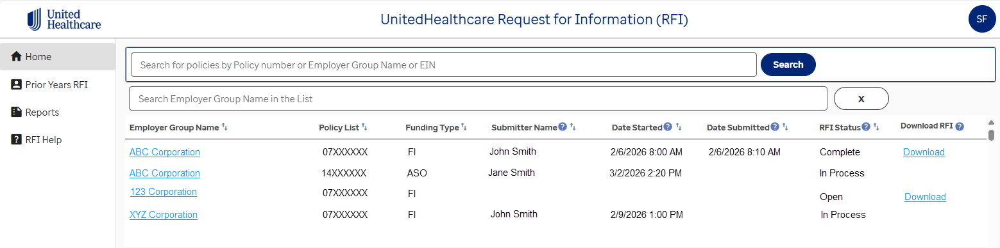 United
Healthcare
UnitedHealthcare Request for Information (RFI)
SF
Home
Prior Years RFI
Reports
RFI Help
Search for policies by Policy number or Employer Group Name or EIN
Search
Search Employer Group Name in the List
X
Employer Group Name Policy List Funding Type Submitter Name ? Date Started ? Date Submitted ? RFI Status ? Download RFI ?
ABC Corporation 07XXXXXX FI John Smith 2/6/2026 8:00 AM 2/6/2026 8:10 AM Complete Download
ABC Corporation 14XXXXXX ASO Jane Smith 3/2/2026 2:20 PM In Process
123 Corporation 07XXXXXX FI Open Download
XYZ Corporation 07XXXXXX FI John Smith 2/9/2026 1:00 PM In Process